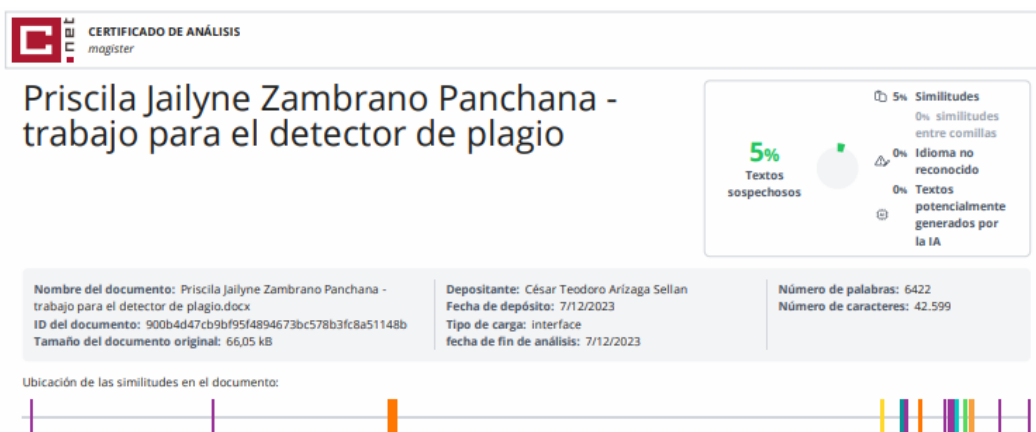 C.net
CERTIFICADO DE ANÁLISIS
magister
Priscila Jailyne Zambrano Panchana -
trabajo para el detector de plagio
5%
Textos
sospechosos
5% Similitudes
0% similitudes
entre comillas
0% Idioma no
reconocido
0% Textos
potencialmente
generados por
la IA
Nombre del documento: Priscila Jailyne Zambrano Panchana -
trabajo para el detector de plagio.docx
ID del documento: 900b4d47cb9bf95f4894673bc578b3fc8a51148b
Tamaño del documento original: 66,05 kB
Depositante: César Teodoro Arízaga Sellan
Fecha de depósito: 7/12/2023
Tipo de carga: interface
fecha de fin de análisis: 7/12/2023
Número de palabras: 6422
Número de caracteres: 42.599
Ubicación de las similitudes en el documento: